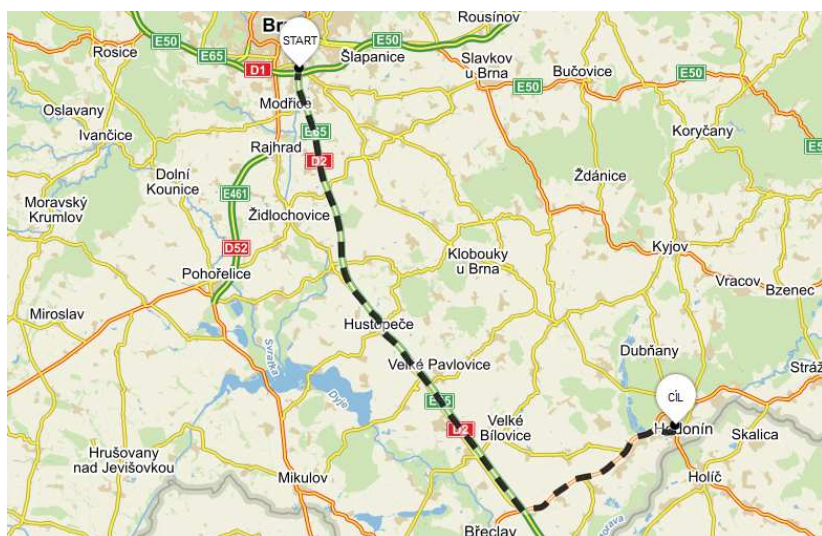 Brno
Rousínov
START
E50
E65
E50
Rosice
Šlapanice
Slavkov
u Brna
D1
Bučovice
E50
E50
Oslavany
Modřice
Ivančice
E65
Koryčany
Rajhrad
D2
Dolní
Kounice
Ždánice
E461
Moravský
Krumlov
Židlochovice
Klobouky
u Brna
Kyjov
D52
Pohořelice
Vracov
Bzenec
Miroslav
Hustopeče
Svratka
Dubňany
Velké Pavlovice
Dyje
CÍL
E65
Velké
Bílovice
D2
Hodonín
Skalica
Hrušovany
nad Jevišovkou
Mikulov
Holíč
Břeclav